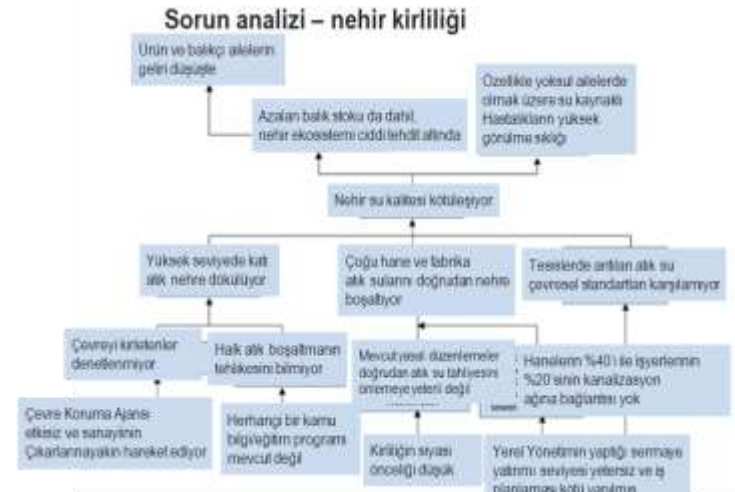 Sorun analizi – nehir kirliliği
Ürün ve balıkçı ailelerin
geliri düşüşte
Özellikle yoksul ailelerde
olmak üzere su kaynaklı
Hastalıkların yüksek
görülme sıklığı
Azalan balık stoku da dahil,
nehir ekosistemi ciddi tehdit altında
Nehir su kalitesi kötüleşiyor
Yüksek seviyede katı
atık nehre dökülüyor
Çoğu hane ve fabrika
atık sularını doğrudan nehre
boşaltıyor
Tesislerde arıtılan atık su
çevresel standartları karşılamıyor
Çevreyi kirletenler
denetlenmiyor
Halk atık boşaltmanın
tehlikesini bilmiyor
Mevcut yasal düzenlemeler
doğrudan atık su tahliyesini
önlemeye yeterli değil
Hanelerin %40'ı ile işyerlerinin
%20'sinin kanalizasyon
ağına bağlantısı yok
Çevre Koruma Ajansı
etkisiz ve sanayinin
Çıkarlarına yakın hareket ediyor
Herhangi bir kamu
bilgi/eğitim programı
mevcut değil
Kirliliğin siyasi
önceliği düşük
Yerel Yönetimin yaptığı sermaye
yatırımı seviyesi yetersiz ve iş
planlaması kötü yapılmış